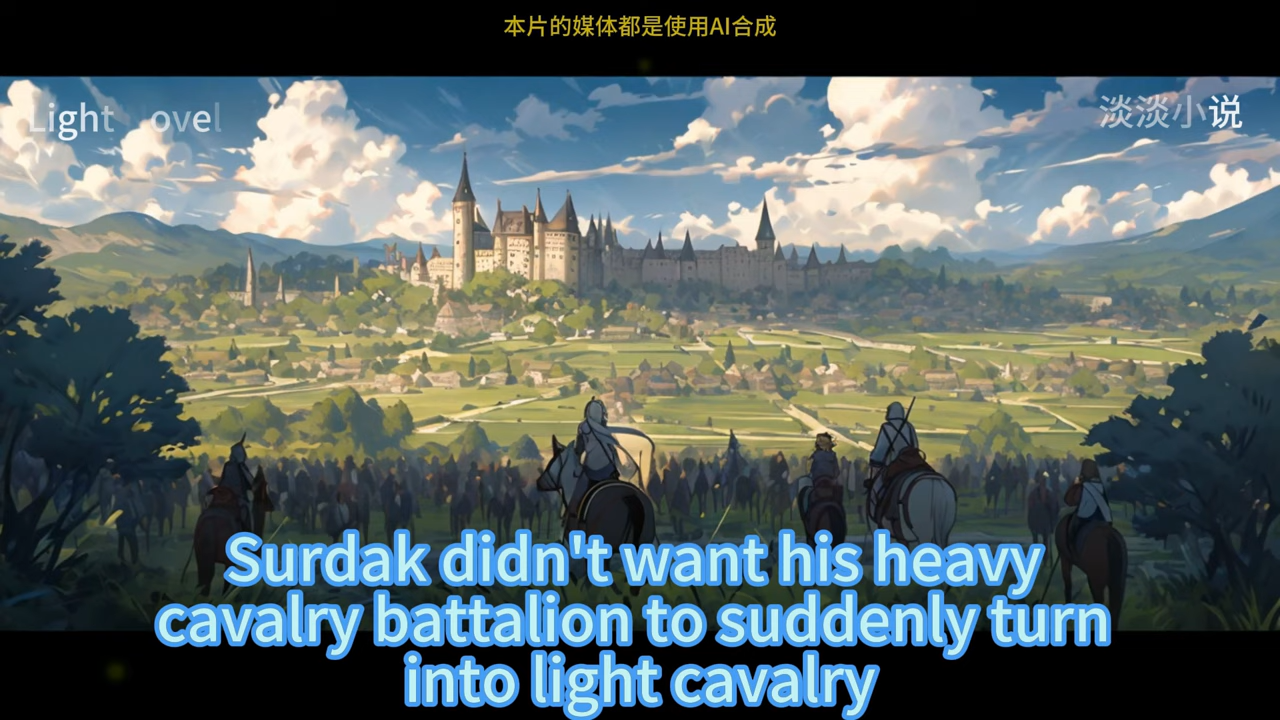 本片的媒体都是使用AI合成
Light ovel
淡淡小说
Surdak didn't want his heavy
cavalry battalion to suddenly turn
into light cavalry